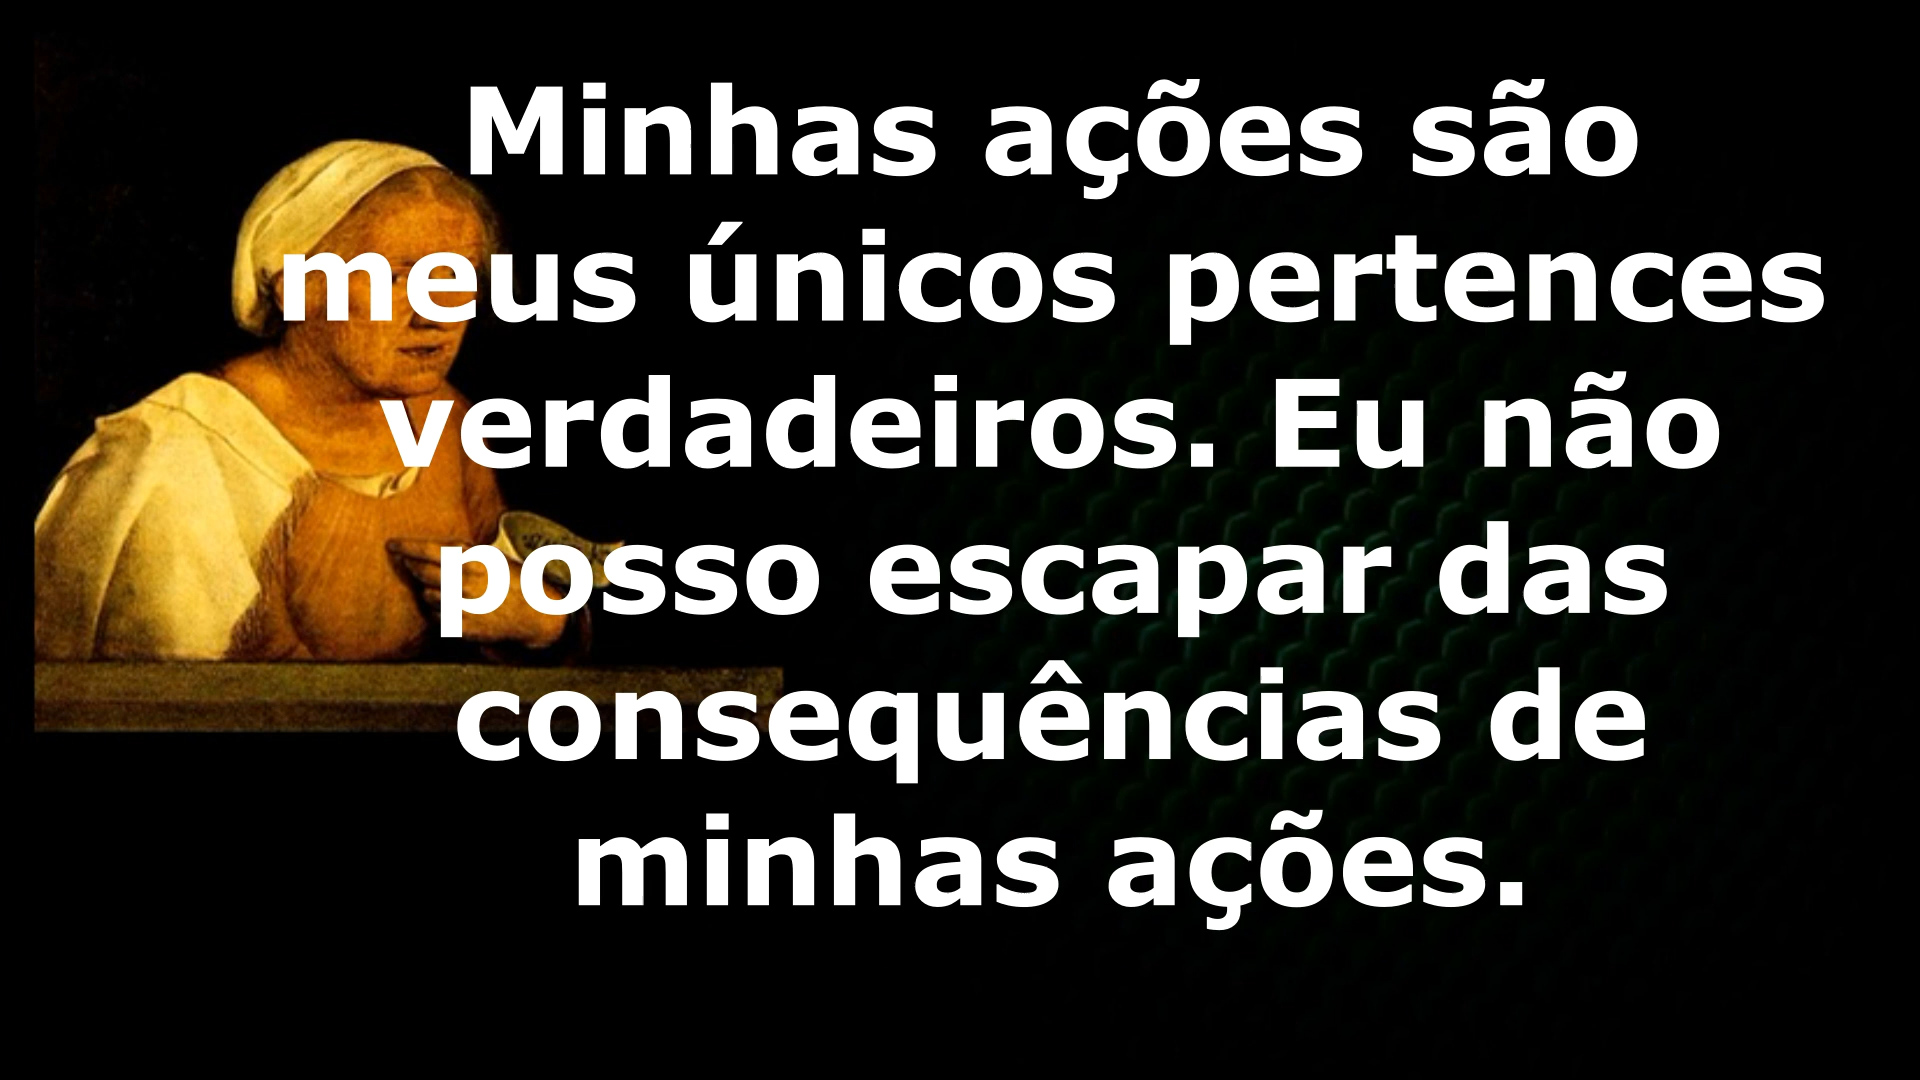 Minhas ações são
meus únicos pertences
verdadeiros. Eu não
posso escapar das
consequências de
minhas ações.